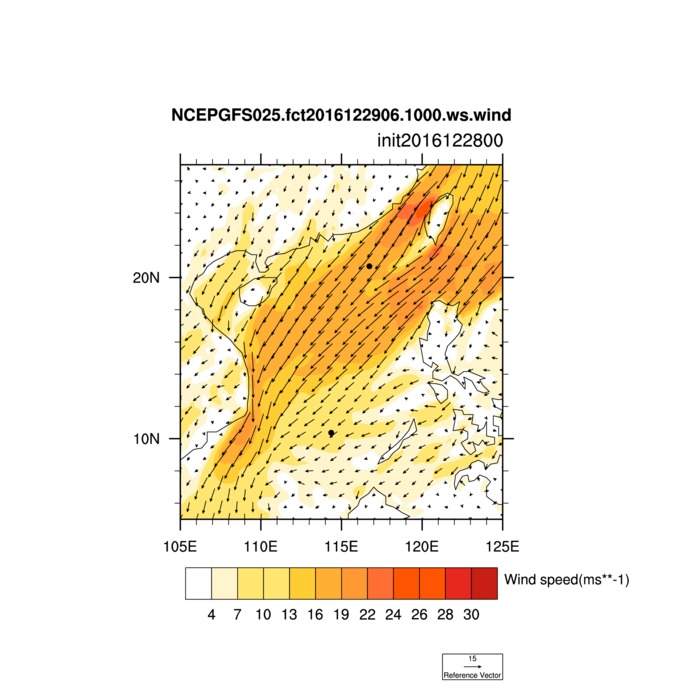 NCEPGFS025.fct2016122906.1000.ws.wind
init2016122800
20N
10N
105E 110E 115E 120E 125E
Wind speed(ms**-1)
4 7 10 13 16 19 22 24 26 28 30
15
Reference Vector